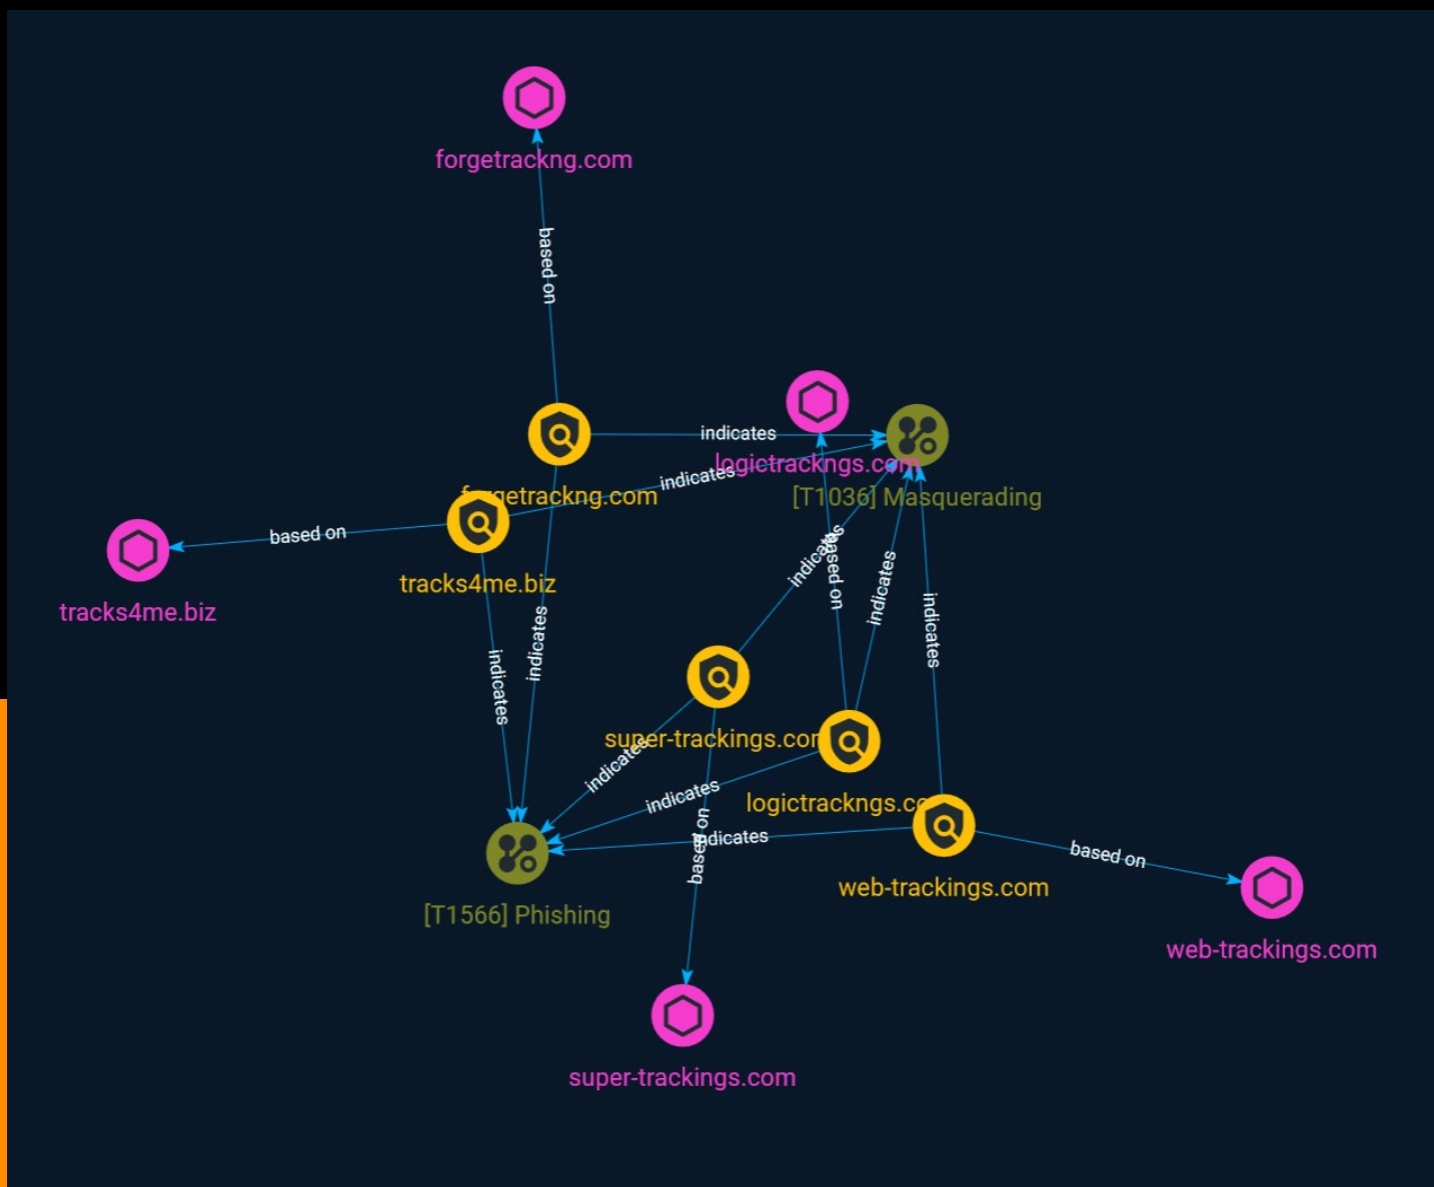 forgetrackng.com
based on
indicates
logictrackngs.com
indicates
[T1036] Masquerading
forgetrackng.com
based on
tracks4me.biz
tracks4me.biz
indicates
based on
indicates
indicates
indicates
indicates
super-trackings.com
indicates
indicates
logictrackngs.co
based on
indicates
based on
web-trackings.com
[T1566] Phishing
web-trackings.com
super-trackings.com